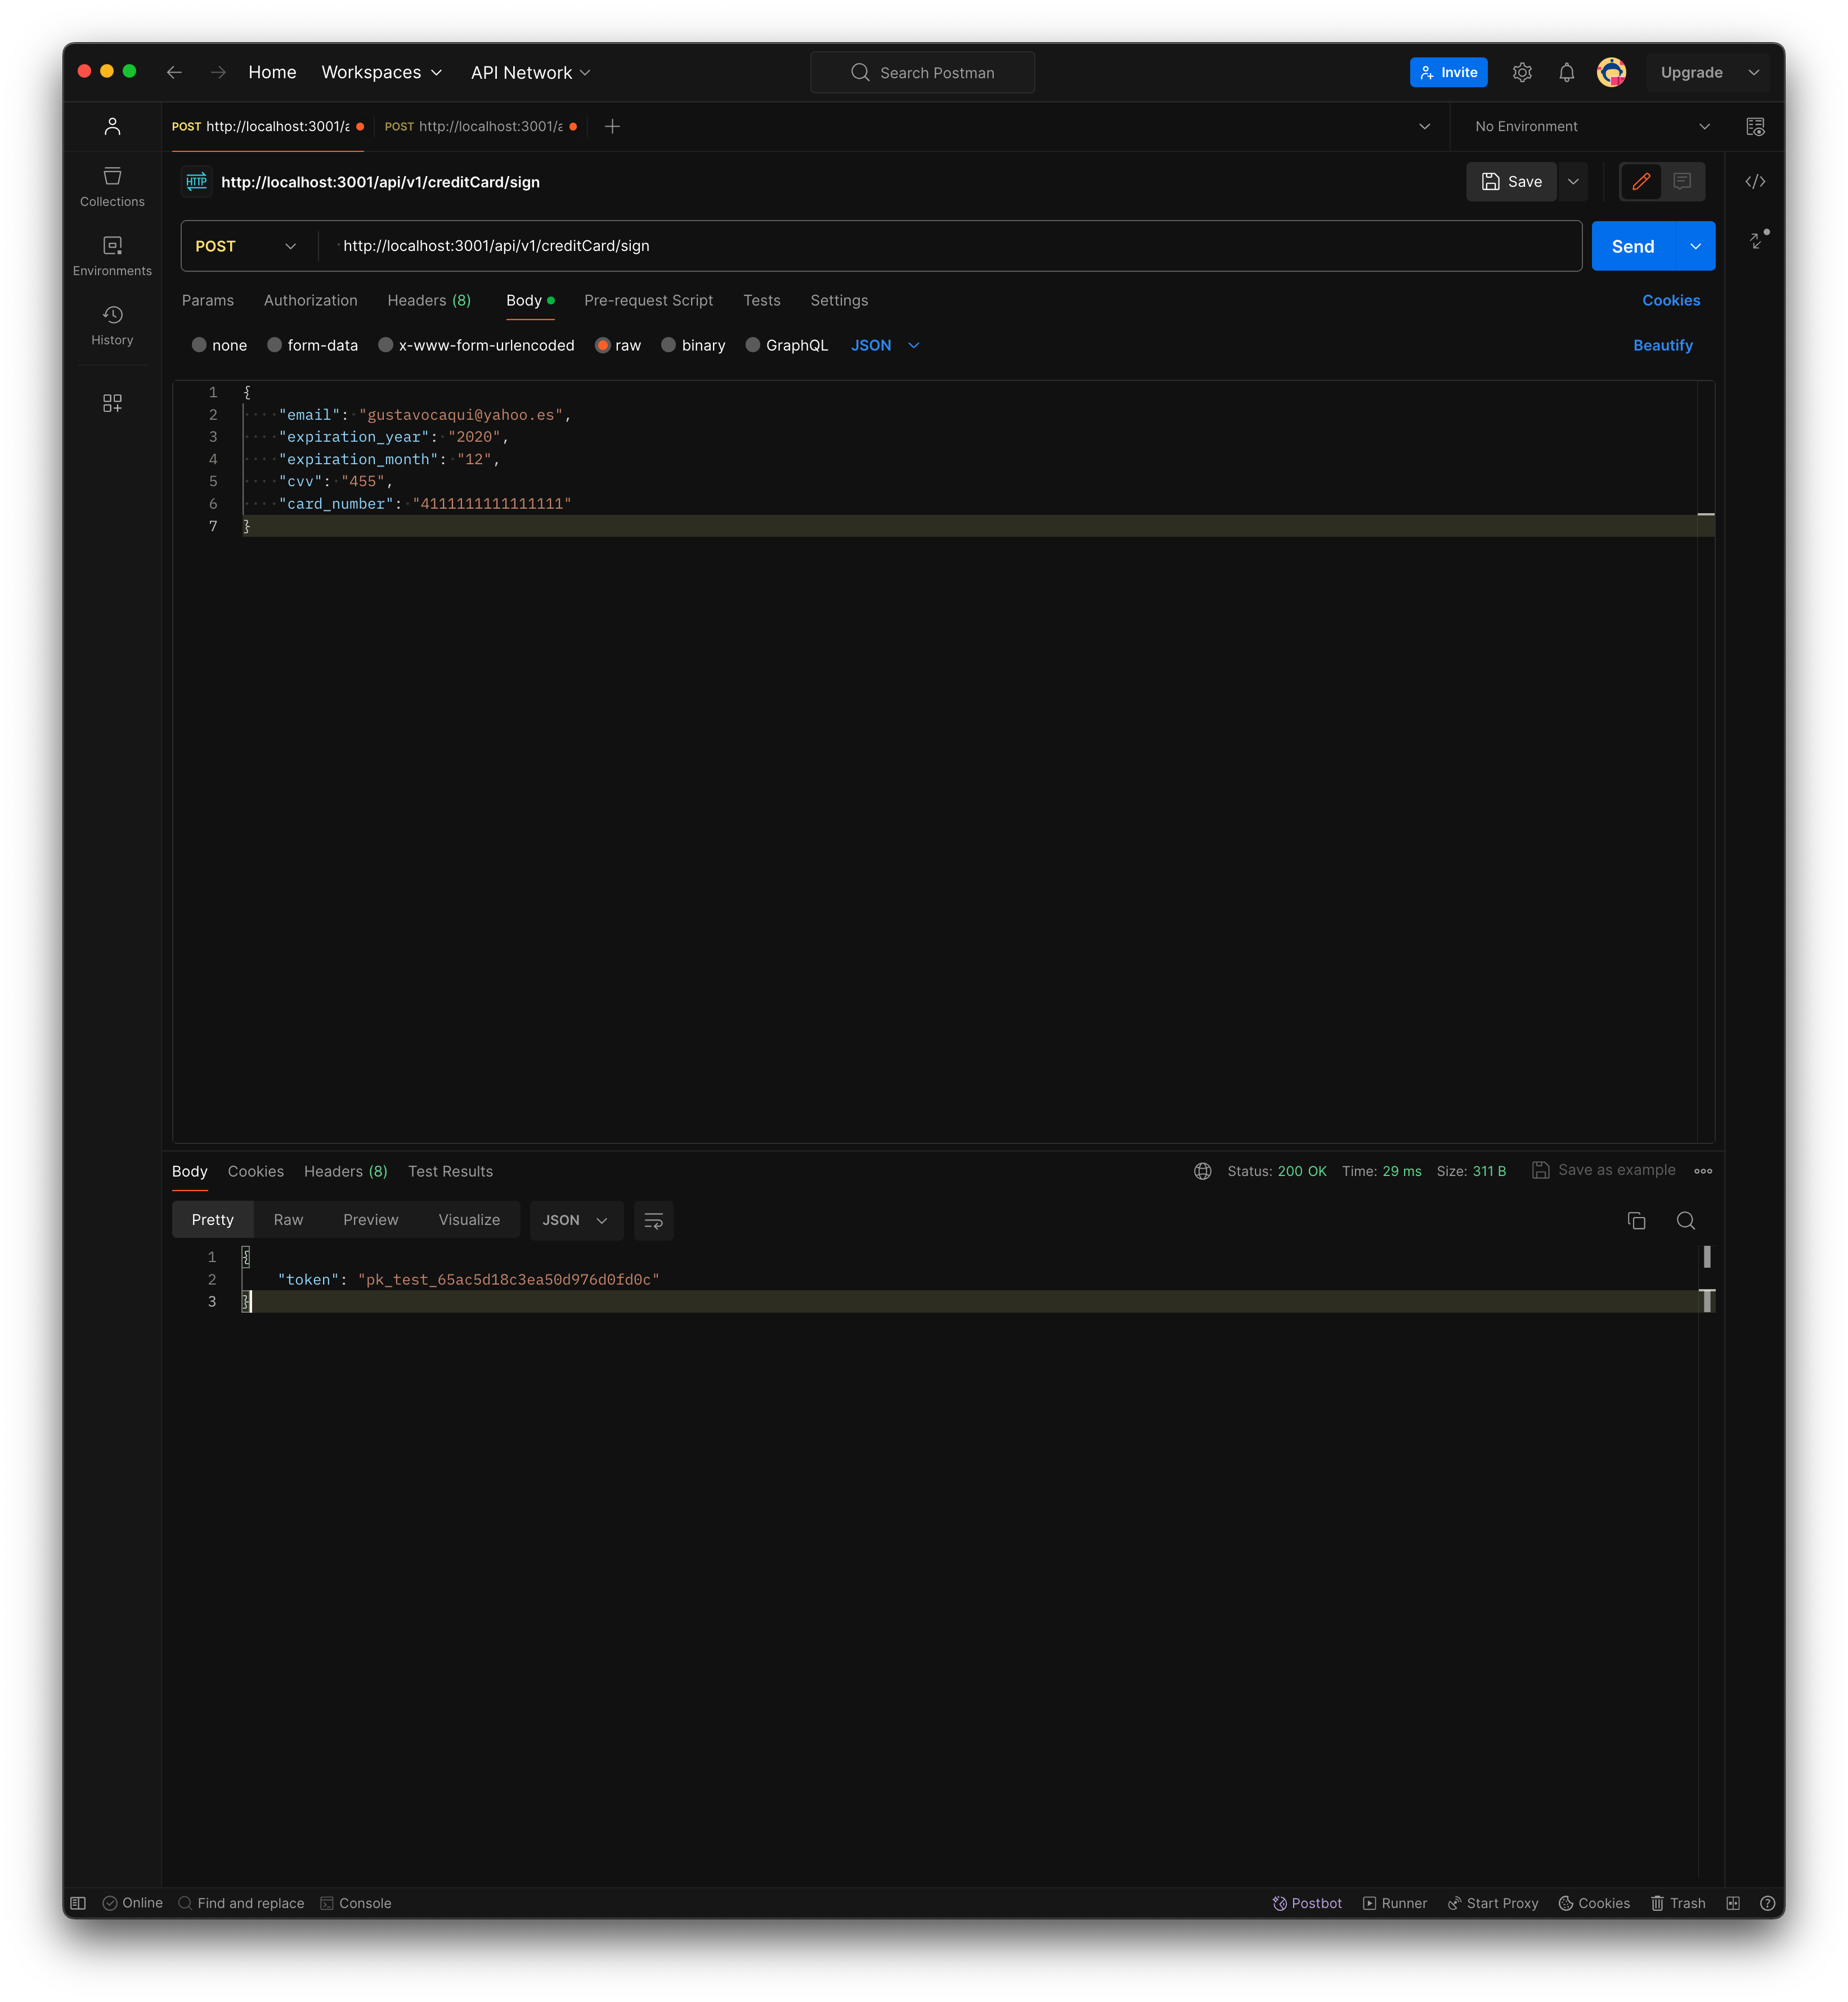 Home Workspaces API Network Search Postman Invite Upgrade
POST http://localhost:3001/a POST http://localhost:3001/a No Environment
HTTP http://localhost:3001/api/v1/creditCard/sign Save
Collections
POST http://localhost:3001/api/v1/creditCard/sign Send
Environments
Params Authorization Headers (8) Body Pre-request Script Tests Settings Cookies
History
none form-data x-www-form-urlencoded raw binary GraphQL JSON Beautify
1 {
2 "email": "gustavocaqui@yahoo.es",
3 "expiration_year": "2020",
4 "expiration_month": "12",
5 "cvv": "455",
6 "card_number": "4111111111111111"
7 }
Body Cookies Headers (8) Test Results Status: 200 OK Time: 29 ms Size: 311 B Save as example
Pretty Raw Preview Visualize JSON
1 {
2 "token": "pk_test_65ac5d18c3ea50d976d0fd0c"
3 }
Online Find and replace Console Postbot Runner Start Proxy Cookies Trash